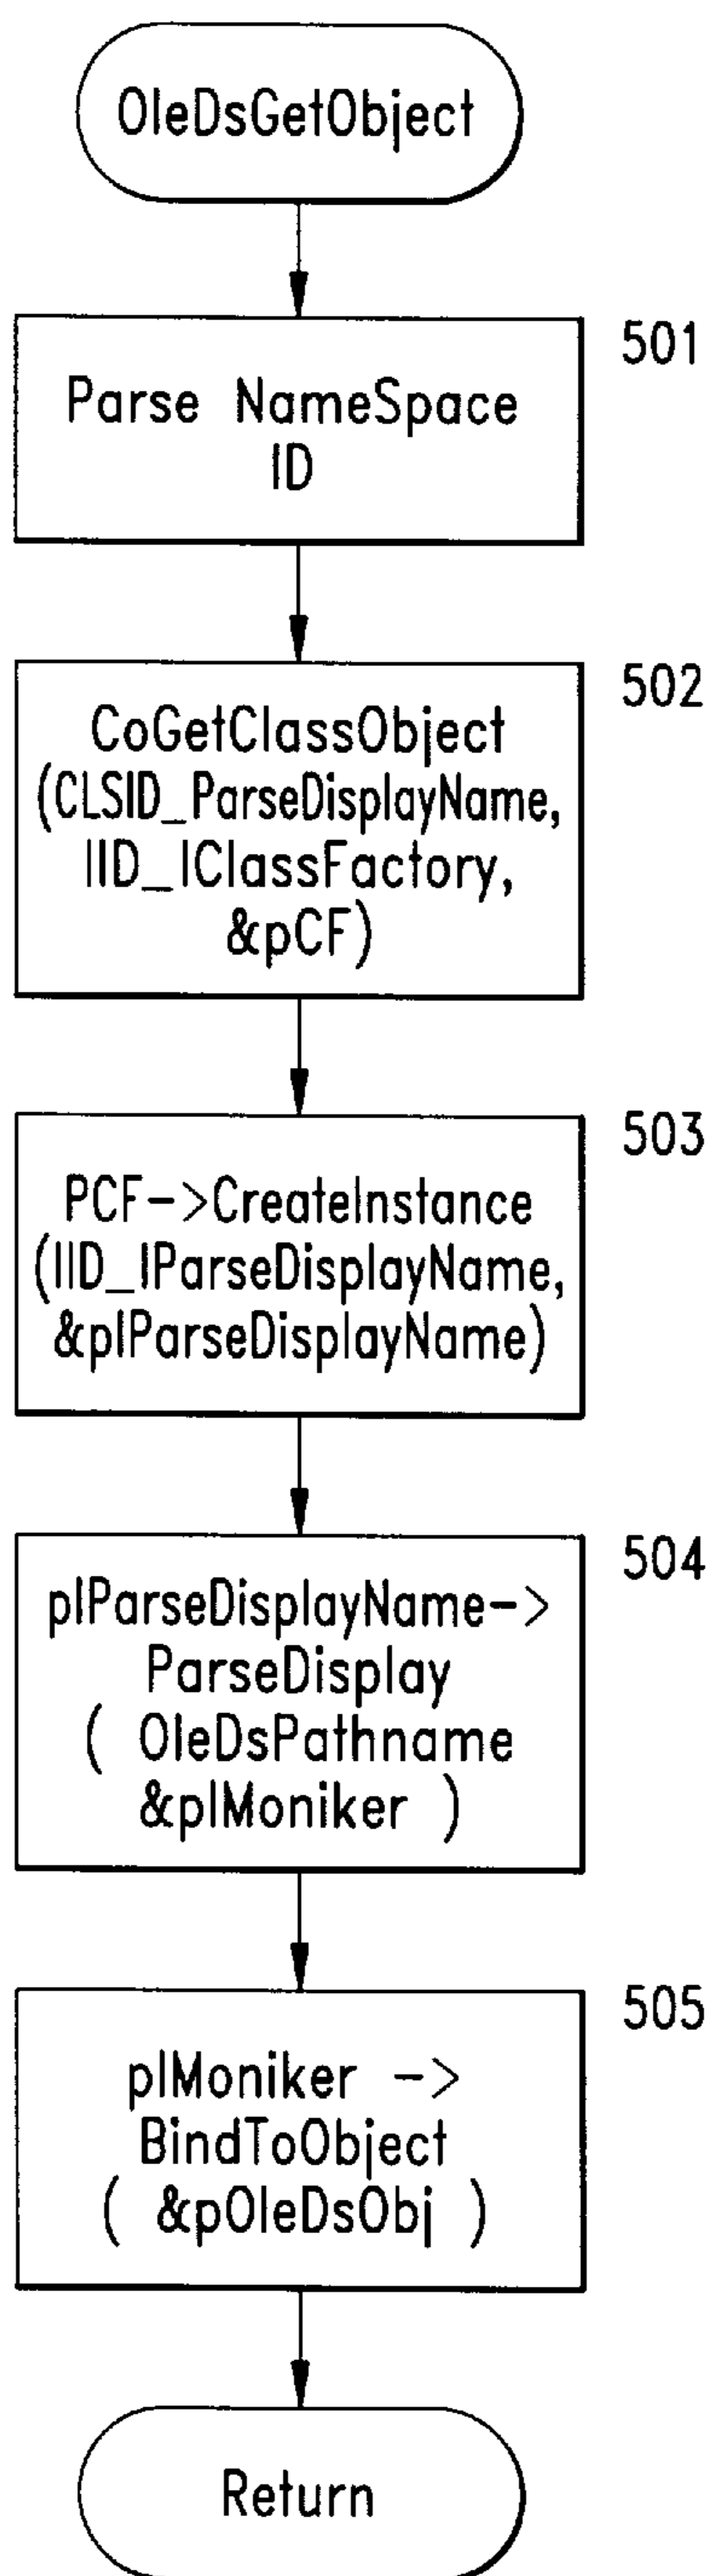 OleDsGetObject
501
Parse NameSpace
ID
502
CoGetClassObject
(CLSID_ParseDisplayName,
IID_IClassFactory,
&pCF)
503
PCF->CreateInstance
(IID_IParseDisplayName,
&pIParseDisplayName)
504
pIParseDisplayName->
ParseDisplay
( OleDsPathname
&pIMoniker )
505
pIMoniker ->
BindToObject
( &pOleDsObj )
Return